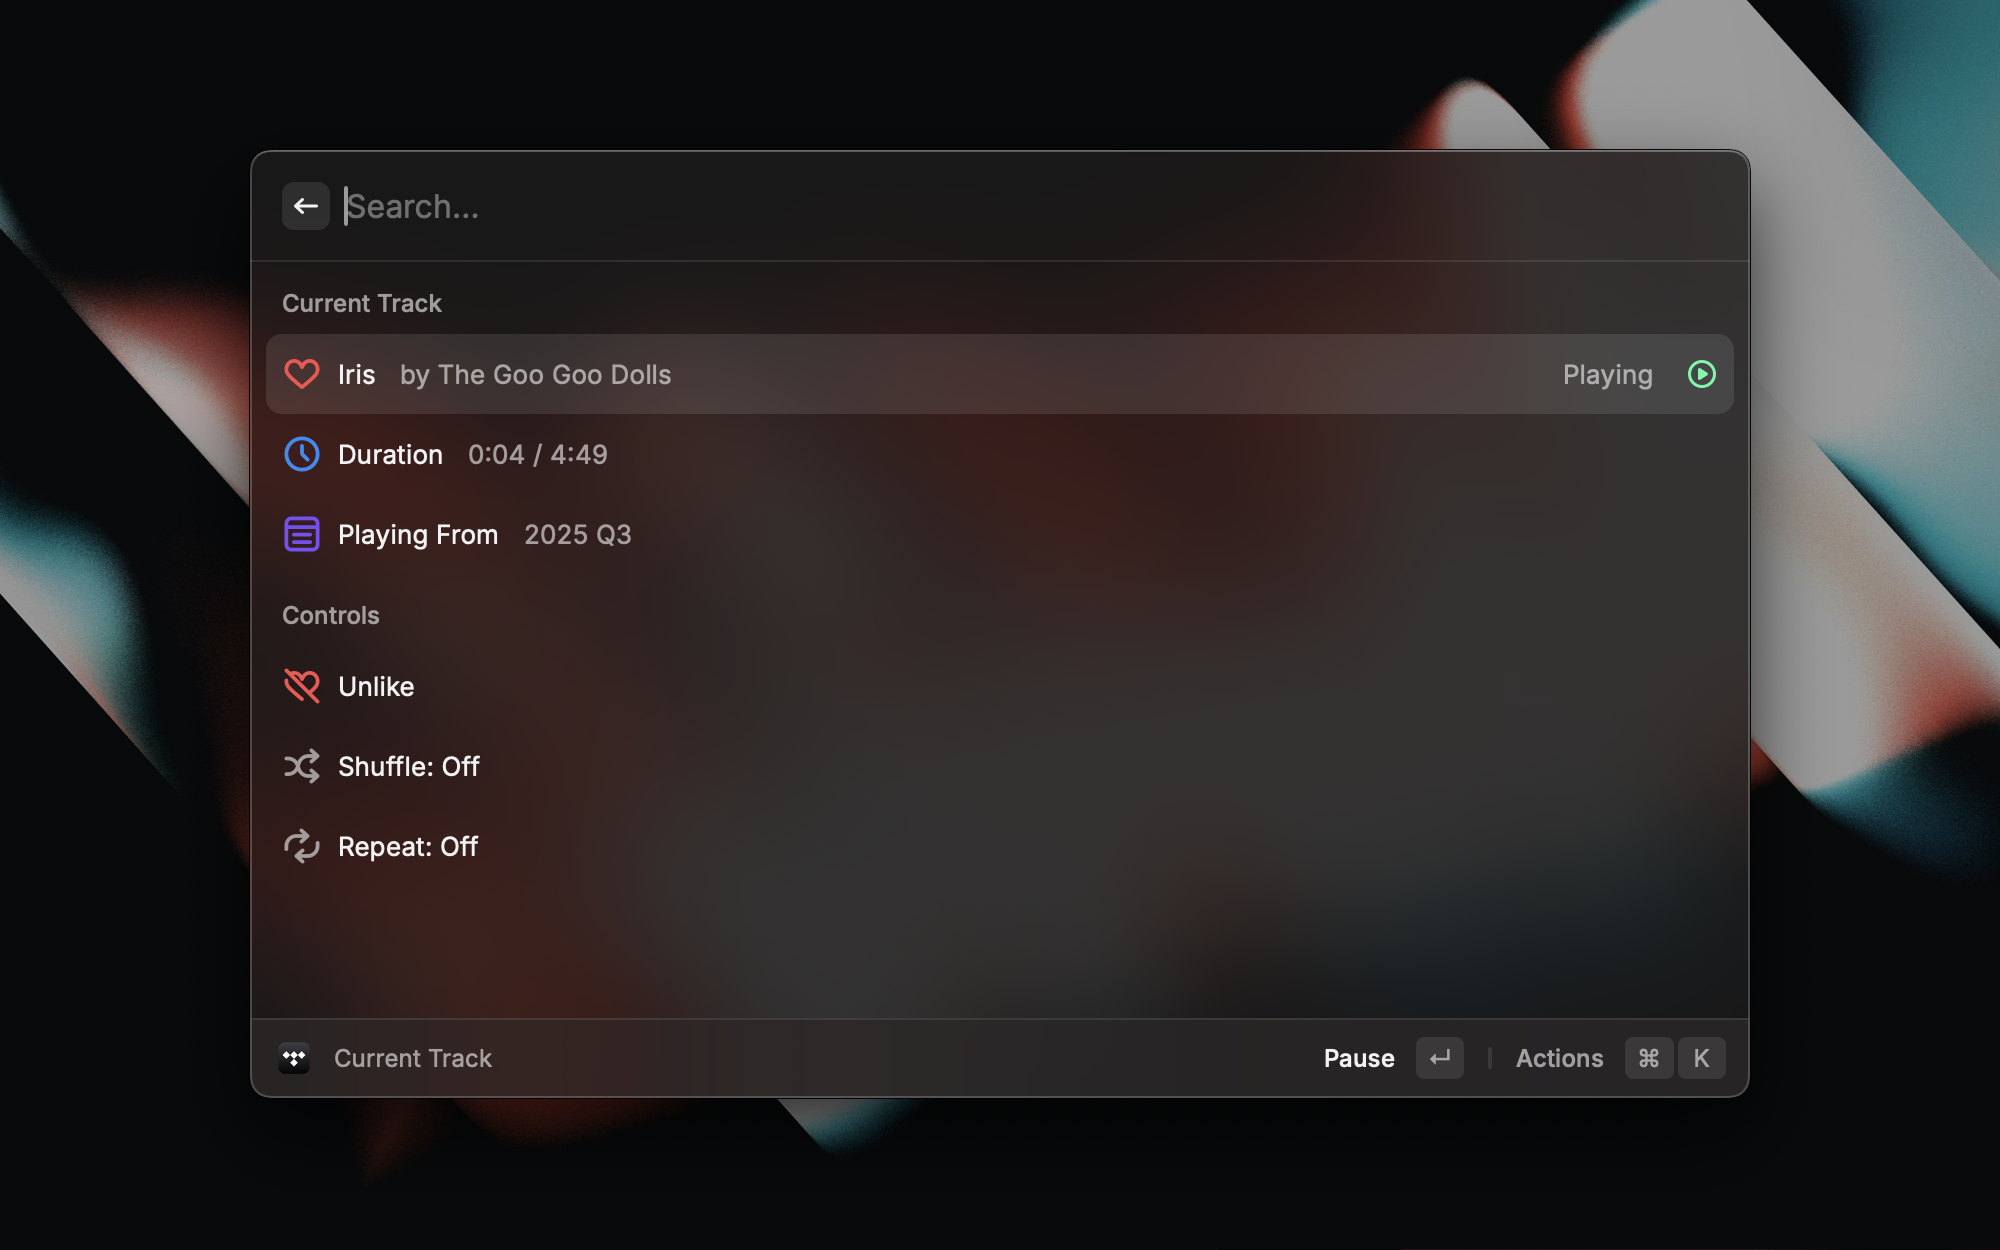 Search...
Current Track
Iris by The Goo Goo Dolls Playing
Duration 0:04 / 4:49
Playing From 2025 Q3
Controls
Unlike
Shuffle: Off
Repeat: Off
Current Track Pause ↵ Actions ⌘ K